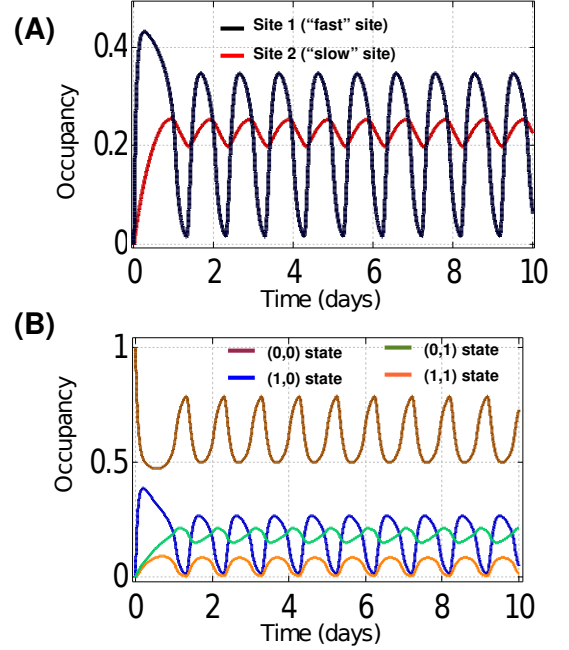 (A)
Site 1 (“fast” site)
Site 2 (“slow” site)
Occupancy
0.4
0.2
0
0 2 4 6 8 10
Time (days)
(B)
(0,0) state
(0,1) state
(1,0) state
(1,1) state
Occupancy
1
0.5
0
0 2 4 6 8 10
Time (days)